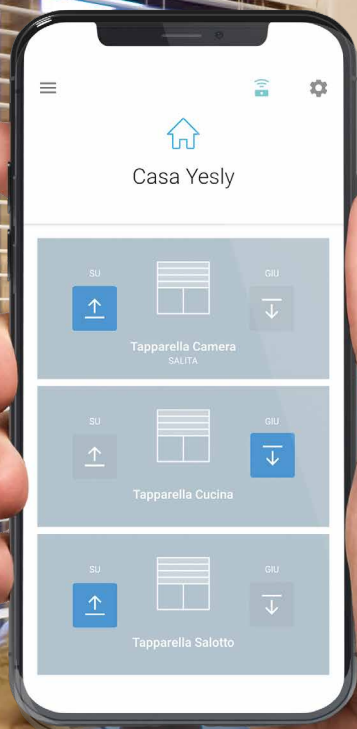 Casa Yesly
SU
GIU
Tapparella Camera
SALITA
SU
GIU
Tapparella Cucina
SU
GIU
Tapparella Salotto